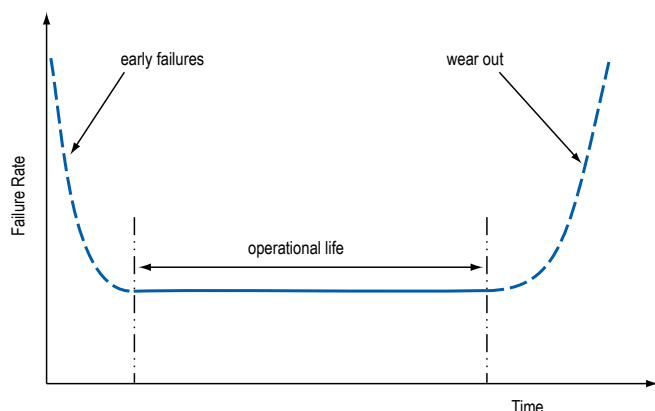 early failures
wear out
Failure Rate
operational life
Time